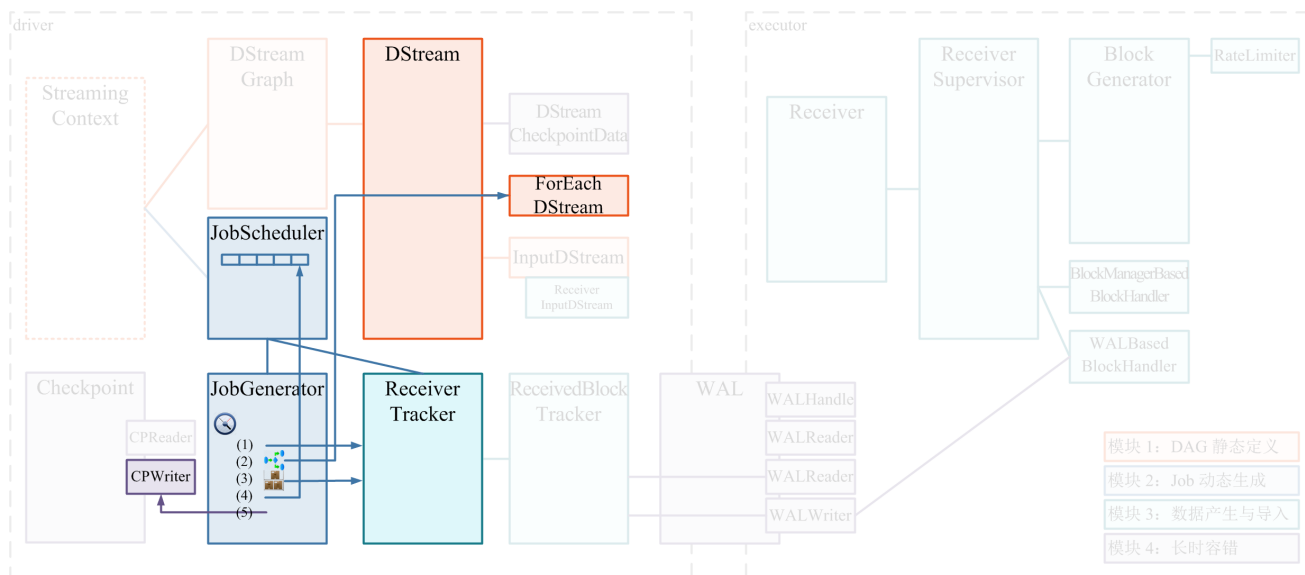 driver
executor
DStream
Graph
DStream
Receiver
Supervisor
Block
Generator
RateLimiter
Streaming
Context
DStream
CheckpointData
Receiver
ForEach
DStream
JobScheduler
InputDStream
Receiver
InputDStream
BlockManagerBased
BlockHandler
WALBased
BlockHandler
Checkpoint
JobGenerator
Receiver
Tracker
ReceivedBlock
Tracker
WAL
WALHandle
CPReader
WALReader
CPWriter
WALReader
WALWriter
(1)
(2)
(3)
(4)
(5)
模块 1：DAG 静态定义
模块 2：Job 动态生成
模块 3：数据产生与导入
模块 4：长时容错